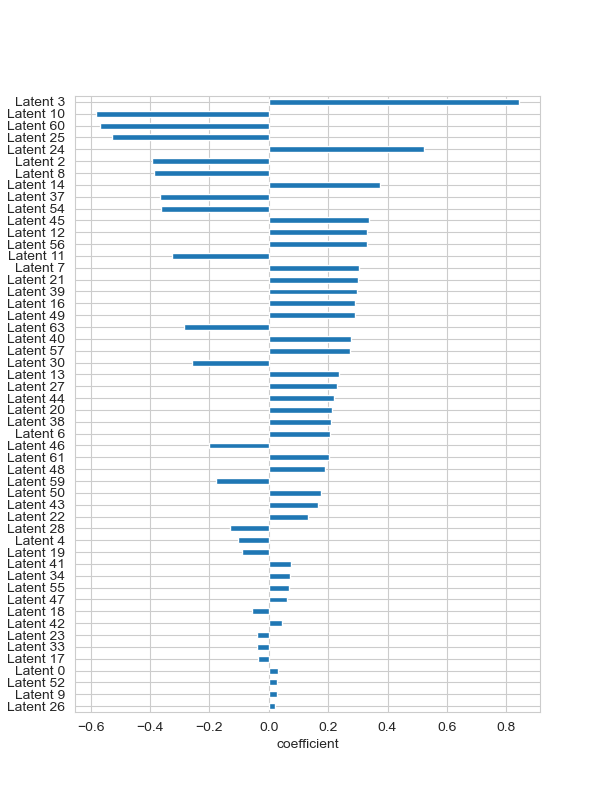 Latent 3
Latent 10
Latent 60
Latent 25
Latent 24
Latent 2
Latent 8
Latent 14
Latent 37
Latent 54
Latent 45
Latent 12
Latent 56
Latent 11
Latent 7
Latent 21
Latent 39
Latent 16
Latent 49
Latent 63
Latent 40
Latent 57
Latent 30
Latent 13
Latent 27
Latent 44
Latent 20
Latent 38
Latent 6
Latent 46
Latent 61
Latent 48
Latent 59
Latent 50
Latent 43
Latent 22
Latent 28
Latent 4
Latent 19
Latent 41
Latent 34
Latent 55
Latent 47
Latent 18
Latent 42
Latent 23
Latent 33
Latent 17
Latent 0
Latent 52
Latent 9
Latent 26
−0.6 −0.4 −0.2 0.0 0.2 0.4 0.6 0.8
coefficient